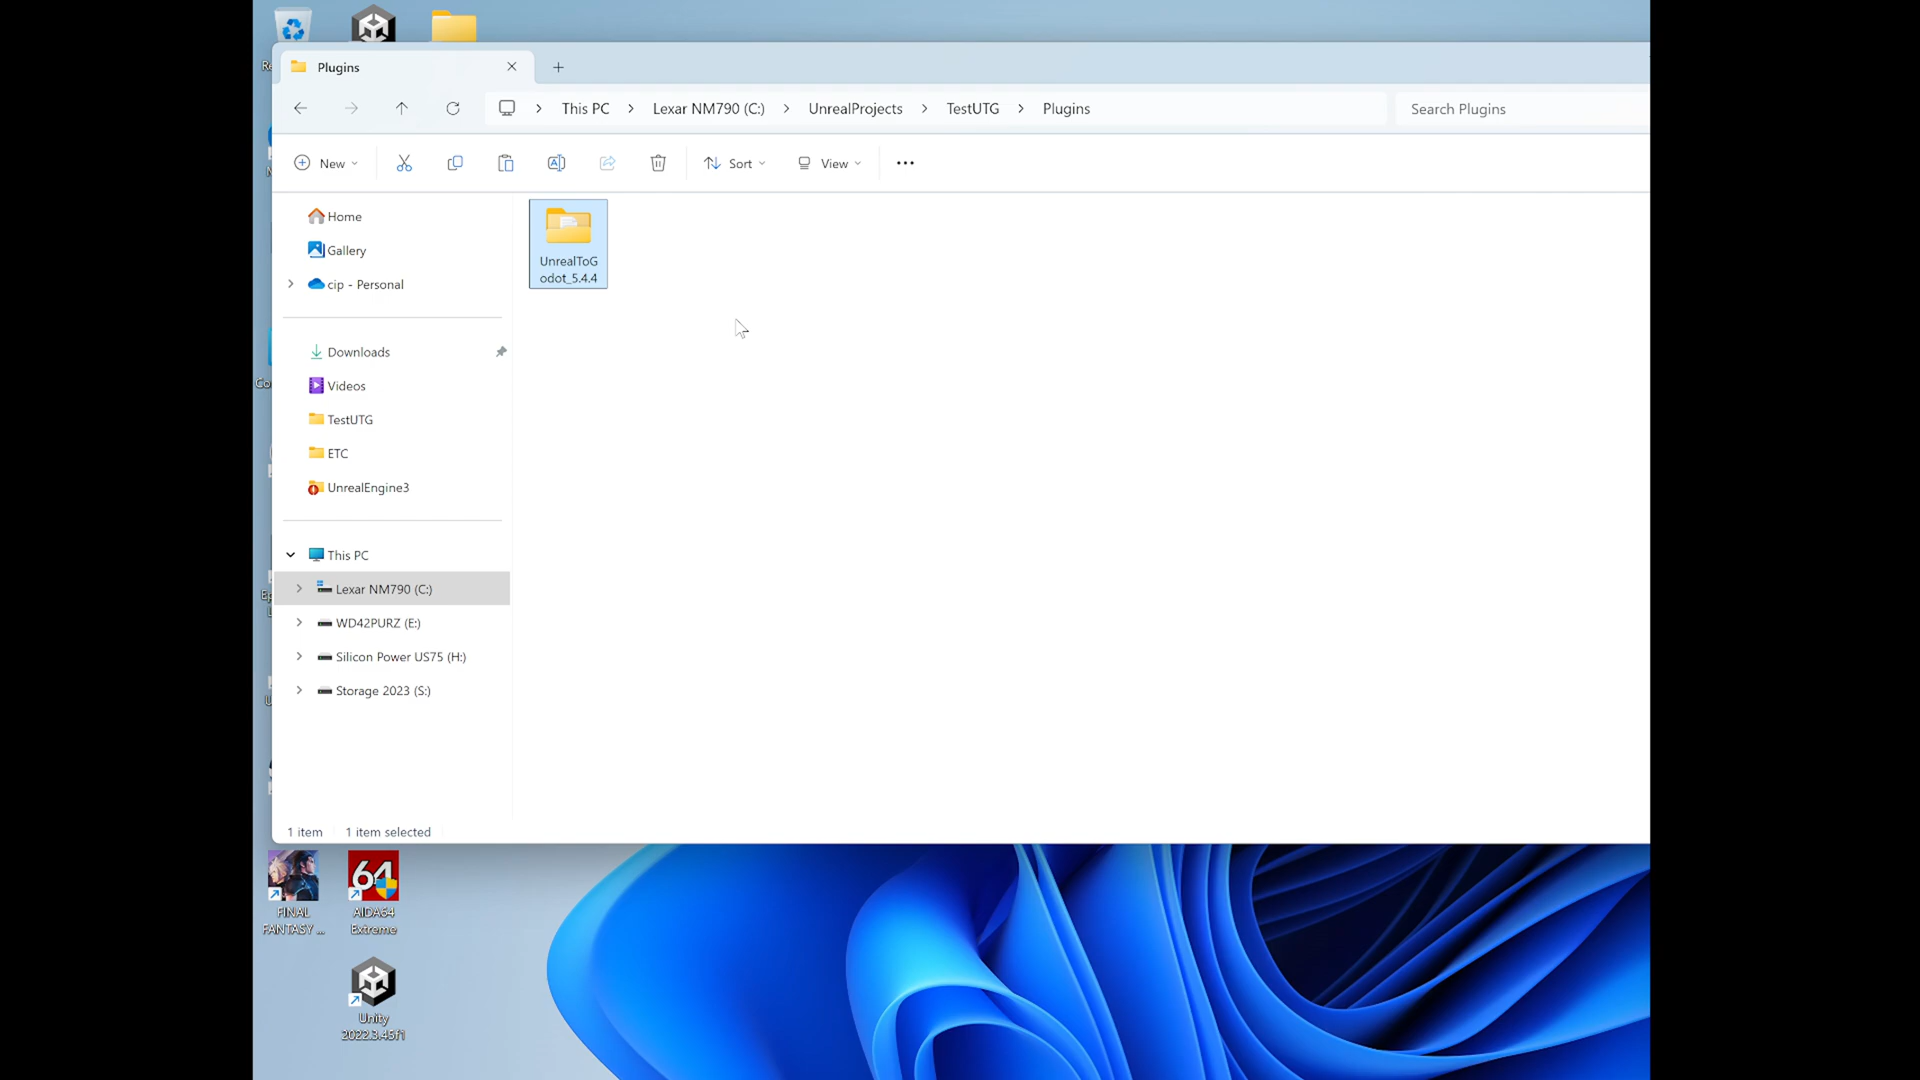 Plugins
This PC
Lexar NM790 (C:)
UnrealProjects
TestUTG
Plugins
Search Plugins
New
Sort
View
Home
Gallery
cip - Personal
Downloads
Videos
TestUTG
ETC
UnrealEngine3
This PC
Lexar NM790 (C:)
WD42PURZ (E:)
Silicon Power US75 (H:)
Storage 2023 (S:)
UnrealToG
odot_5.4.4
1 item
1 item selected
64
FINAL
FANTASY ...
AIDA64
Extreme
Unity
2022.3.45f1